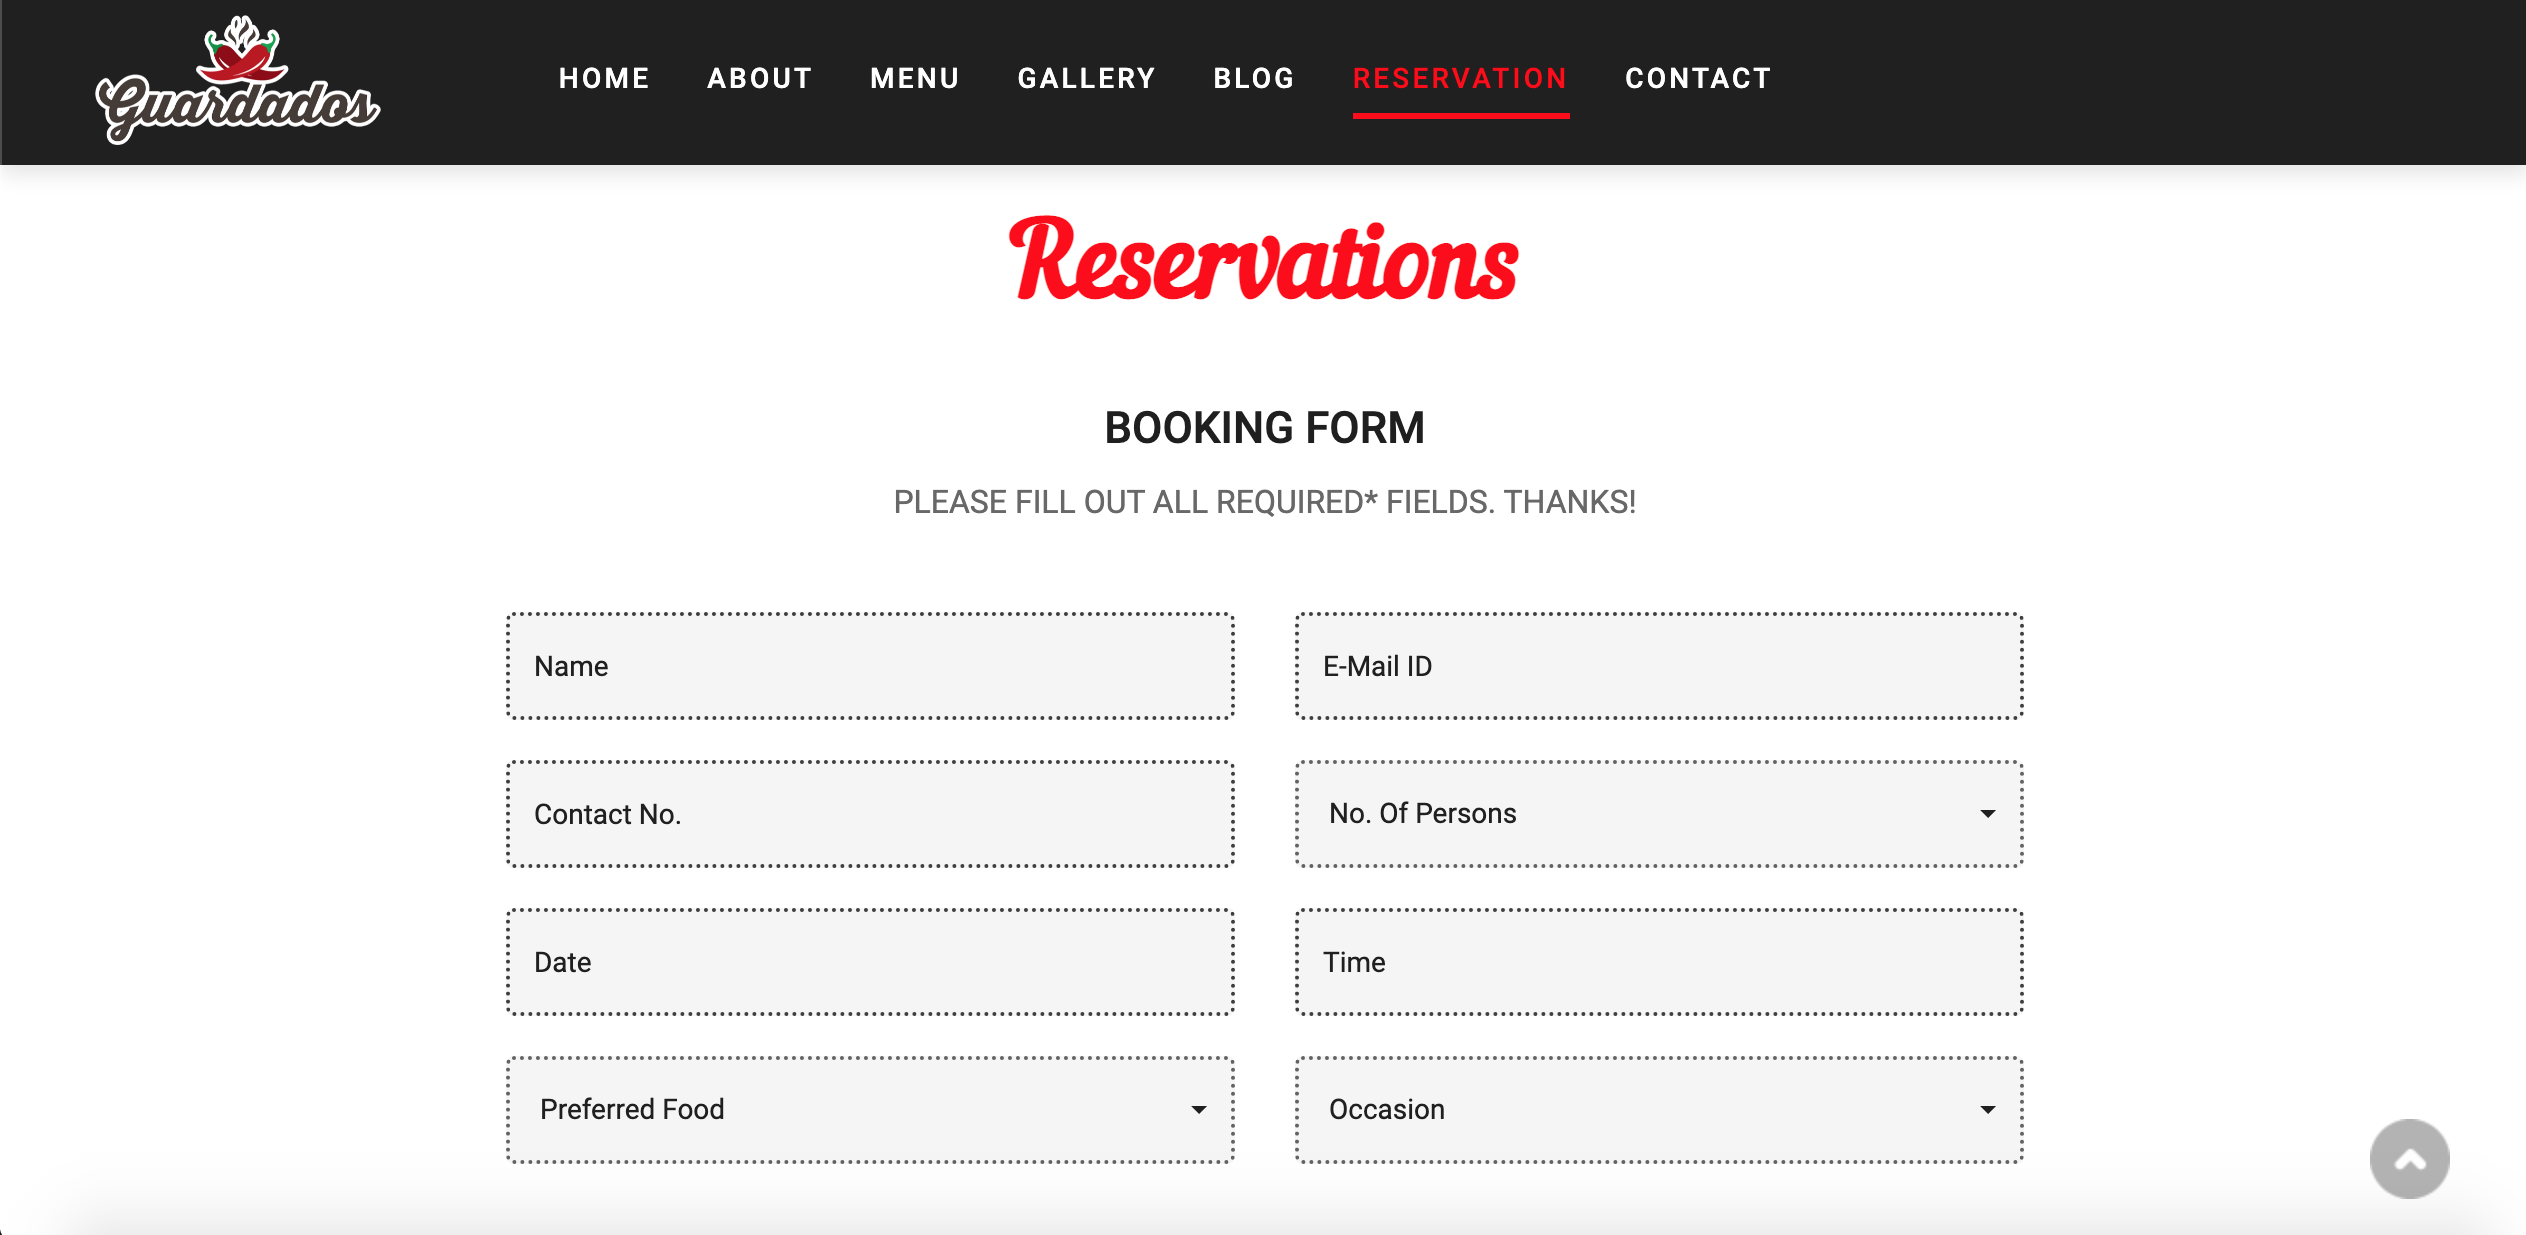 Guardados
HOME ABOUT MENU GALLERY BLOG RESERVATION CONTACT
Reservations
BOOKING FORM
PLEASE FILL OUT ALL REQUIRED* FIELDS. THANKS!
Name E-Mail ID
Contact No. No. Of Persons
Date Time
Preferred Food Occasion